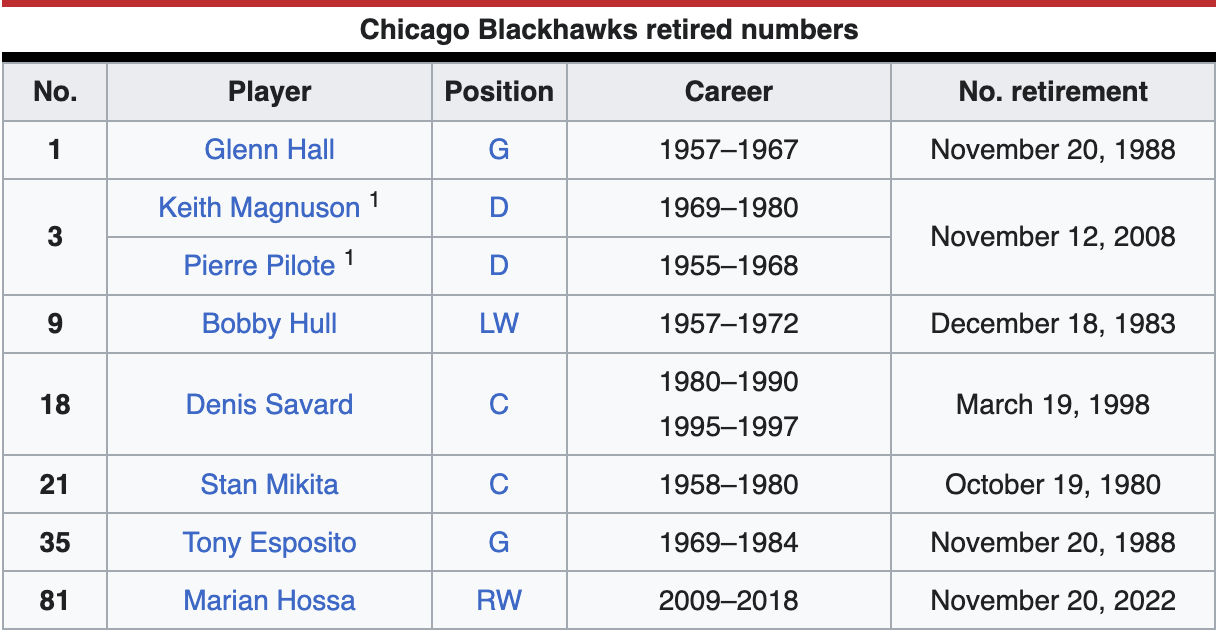 Chicago Blackhawks retired numbers
No. Player Position Career No. retirement
1 Glenn Hall G 1957–1967 November 20, 1988
3 Keith Magnuson 1 D 1969–1980 November 12, 2008
Pierre Pilote 1 D 1955–1968
9 Bobby Hull LW 1957–1972 December 18, 1983
18 Denis Savard C 1980–1990 March 19, 1998
1995–1997
21 Stan Mikita C 1958–1980 October 19, 1980
35 Tony Esposito G 1969–1984 November 20, 1988
81 Marian Hossa RW 2009–2018 November 20, 2022